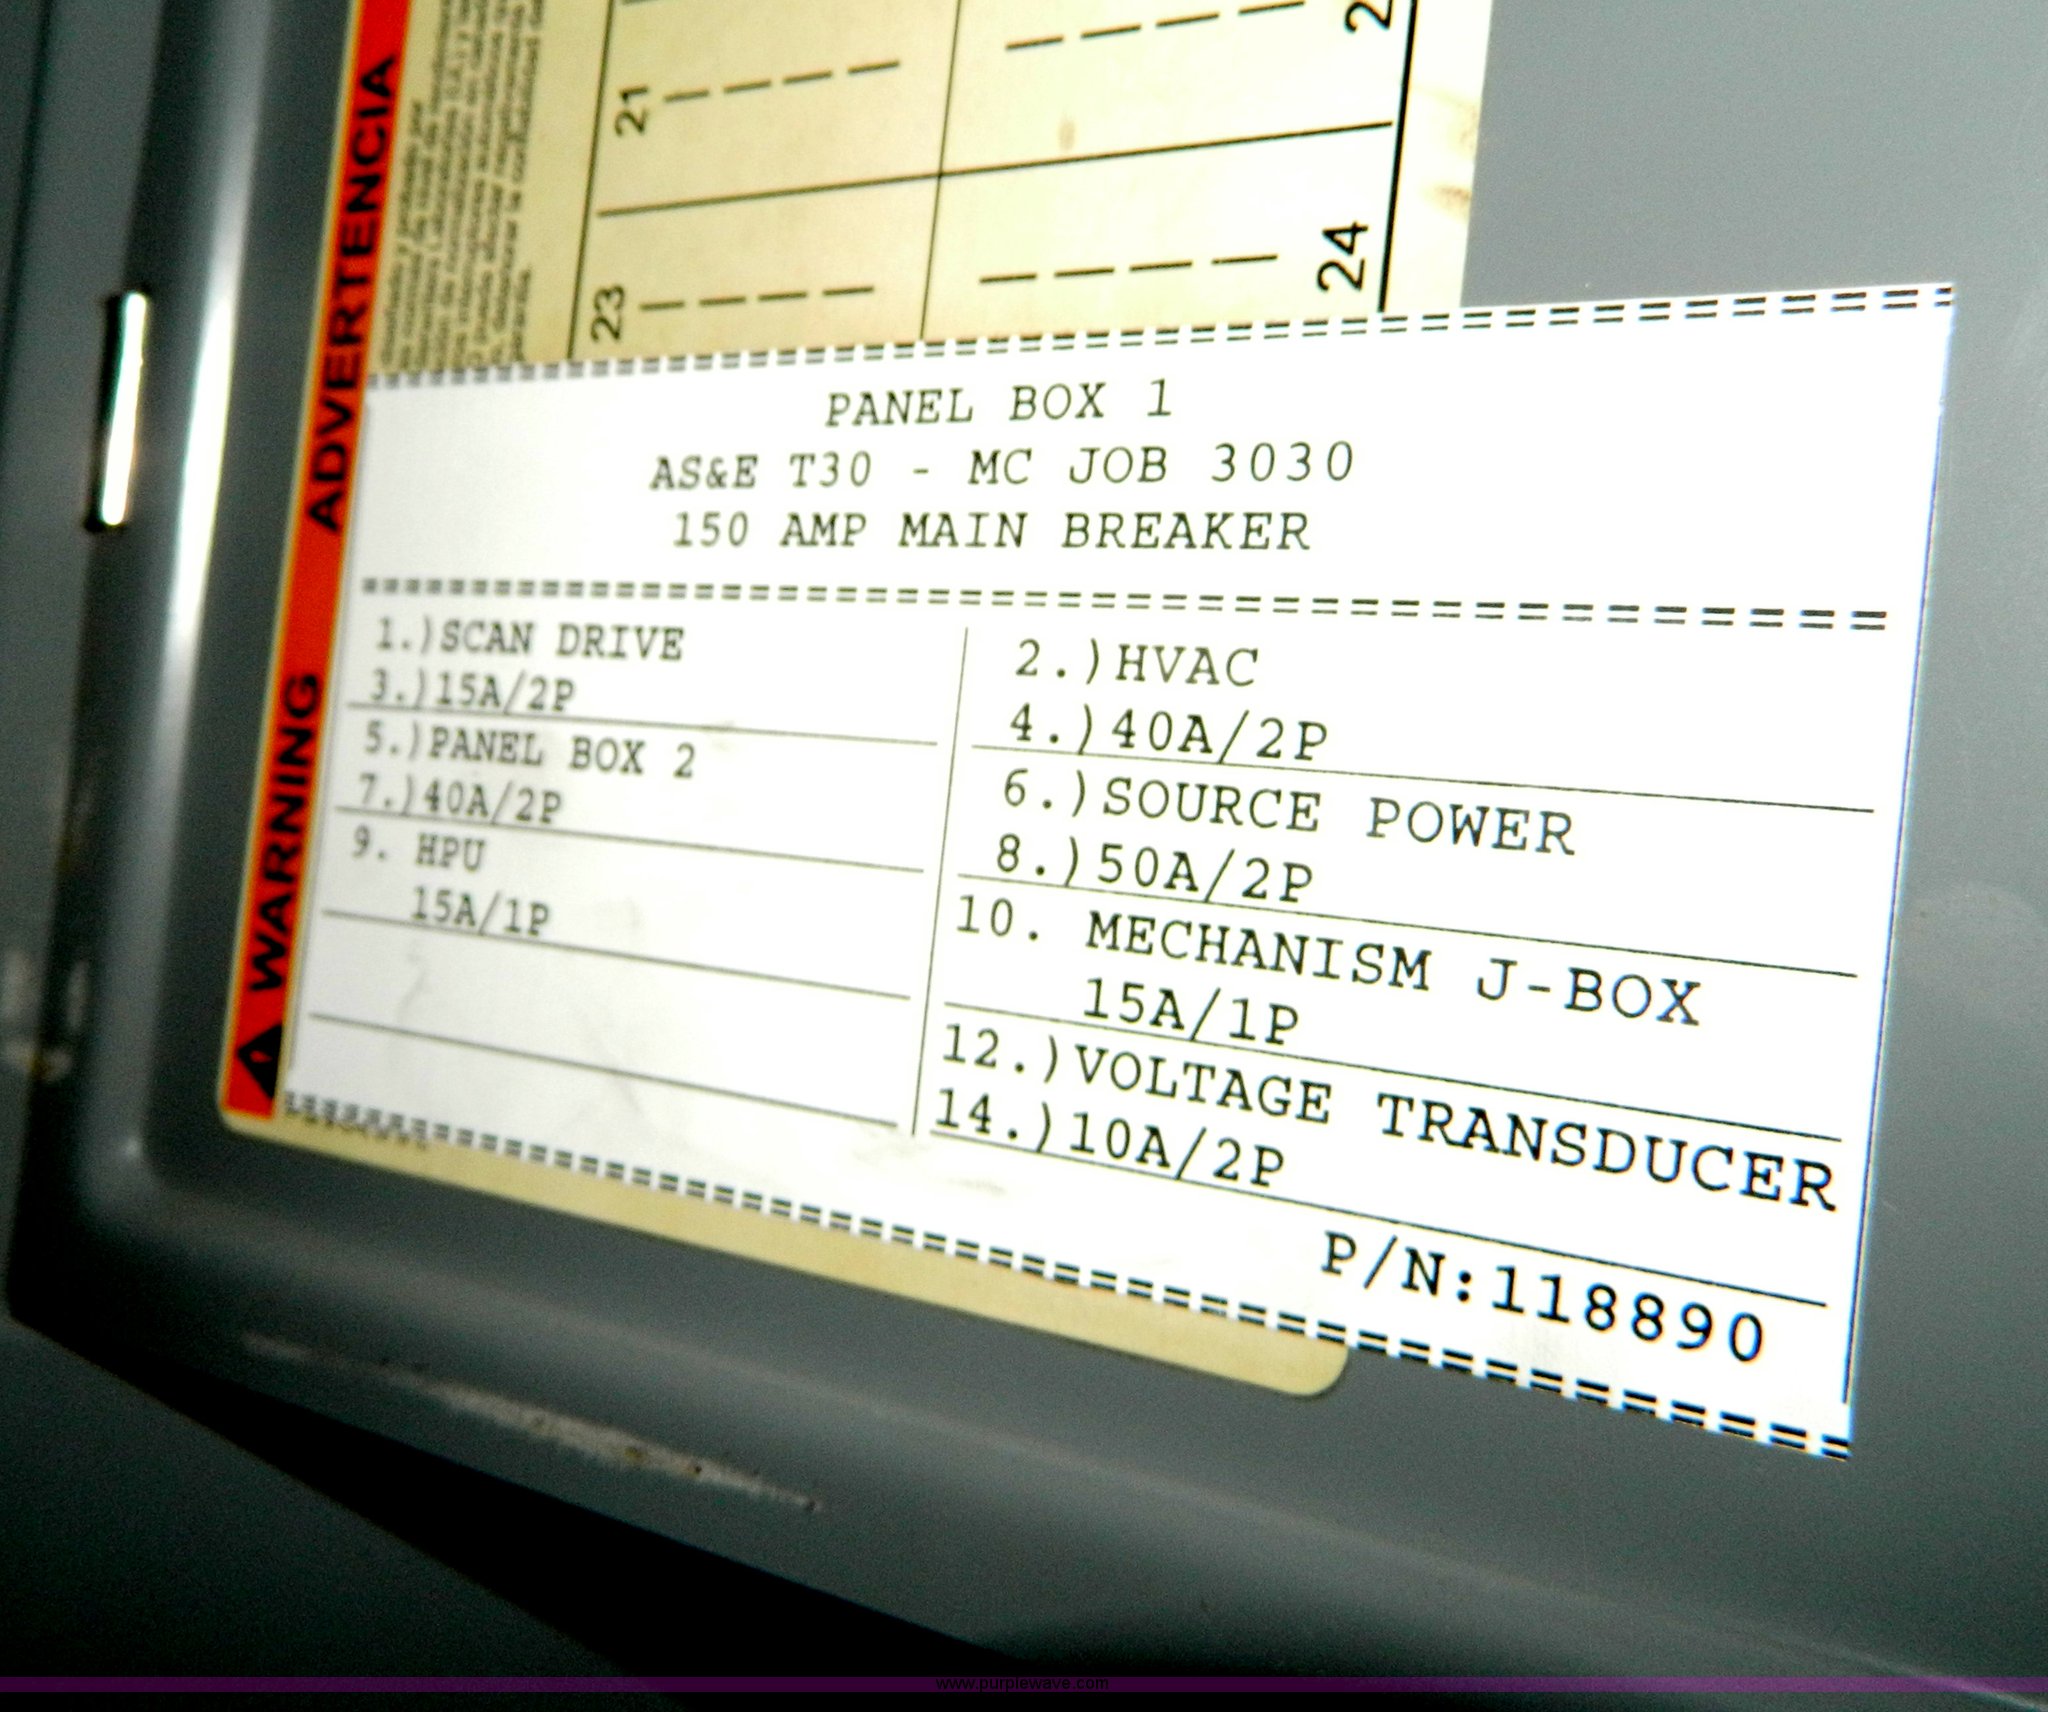 WARNING ADVERTENCIA
21
2
23
24
PANEL BOX 1
AS&E T30 - MC JOB 3030
150 AMP MAIN BREAKER
1.)SCAN DRIVE
3.)15A/2P
5.)PANEL BOX 2
7.)40A/2P
9. HPU
15A/1P
2.)HVAC
4.)40A/2P
6.)SOURCE POWER
8.)50A/2P
10. MECHANISM J-BOX
15A/1P
12.)VOLTAGE TRANSDUCER
14.)10A/2P
P/N:118890
www.purplewave.com